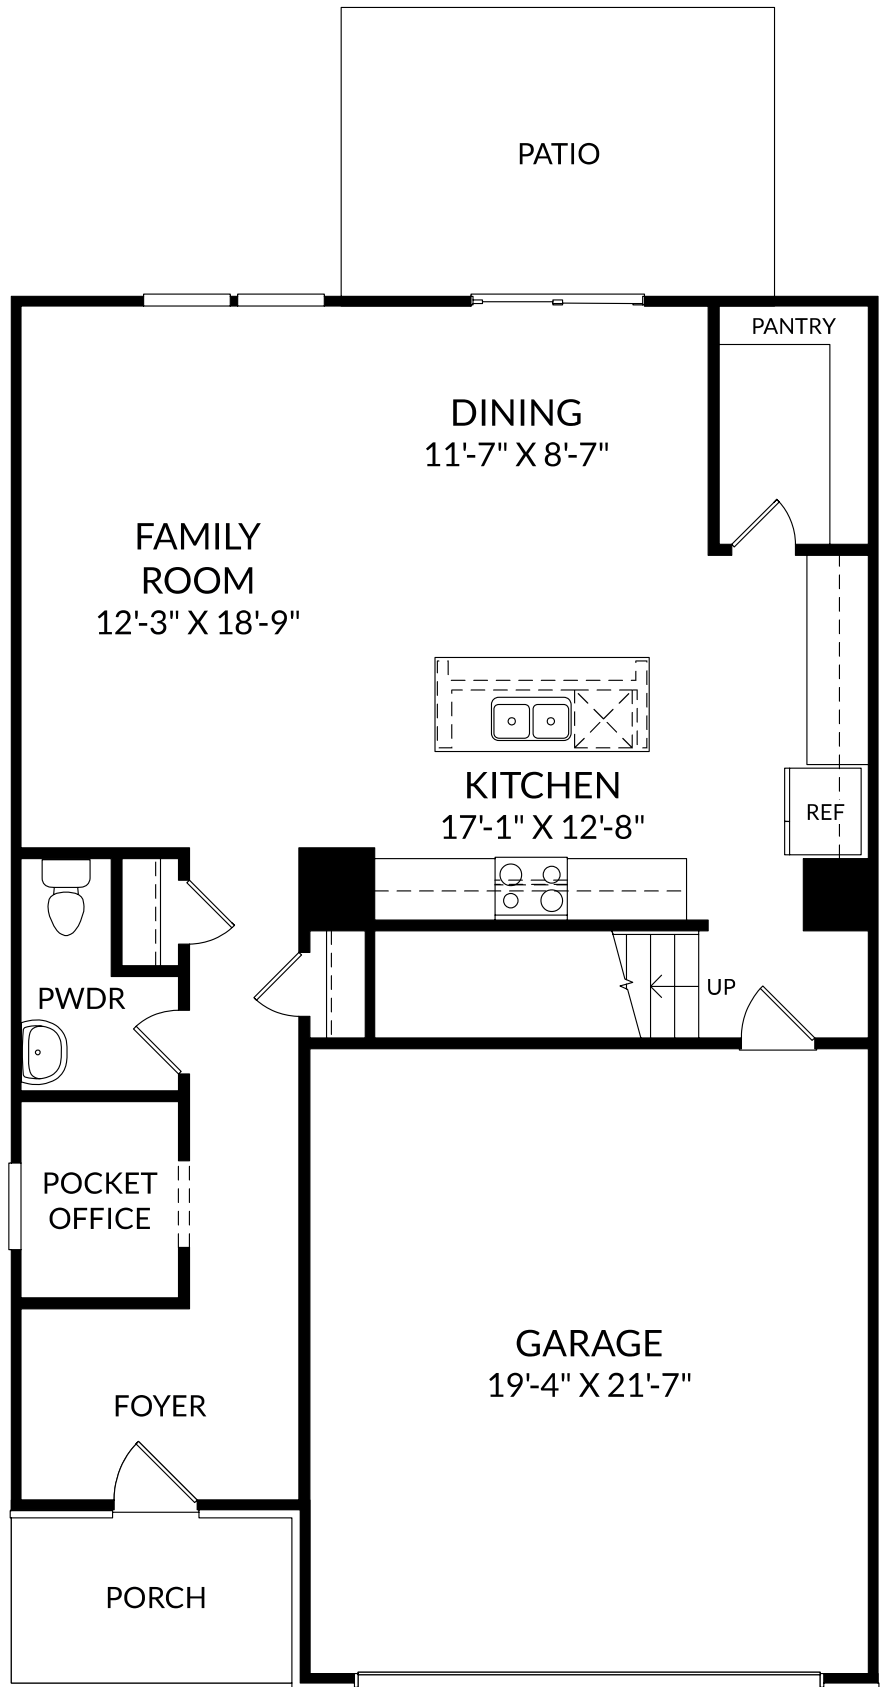 PATIO
PANTRY
DINING
11'-7" X 8'-7"
FAMILY
ROOM
12'-3" X 18'-9"
KITCHEN
17'-1" X 12'-8"
REF
PWDR
UP
POCKET
OFFICE
GARAGE
19'-4" X 21'-7"
FOYER
PORCH